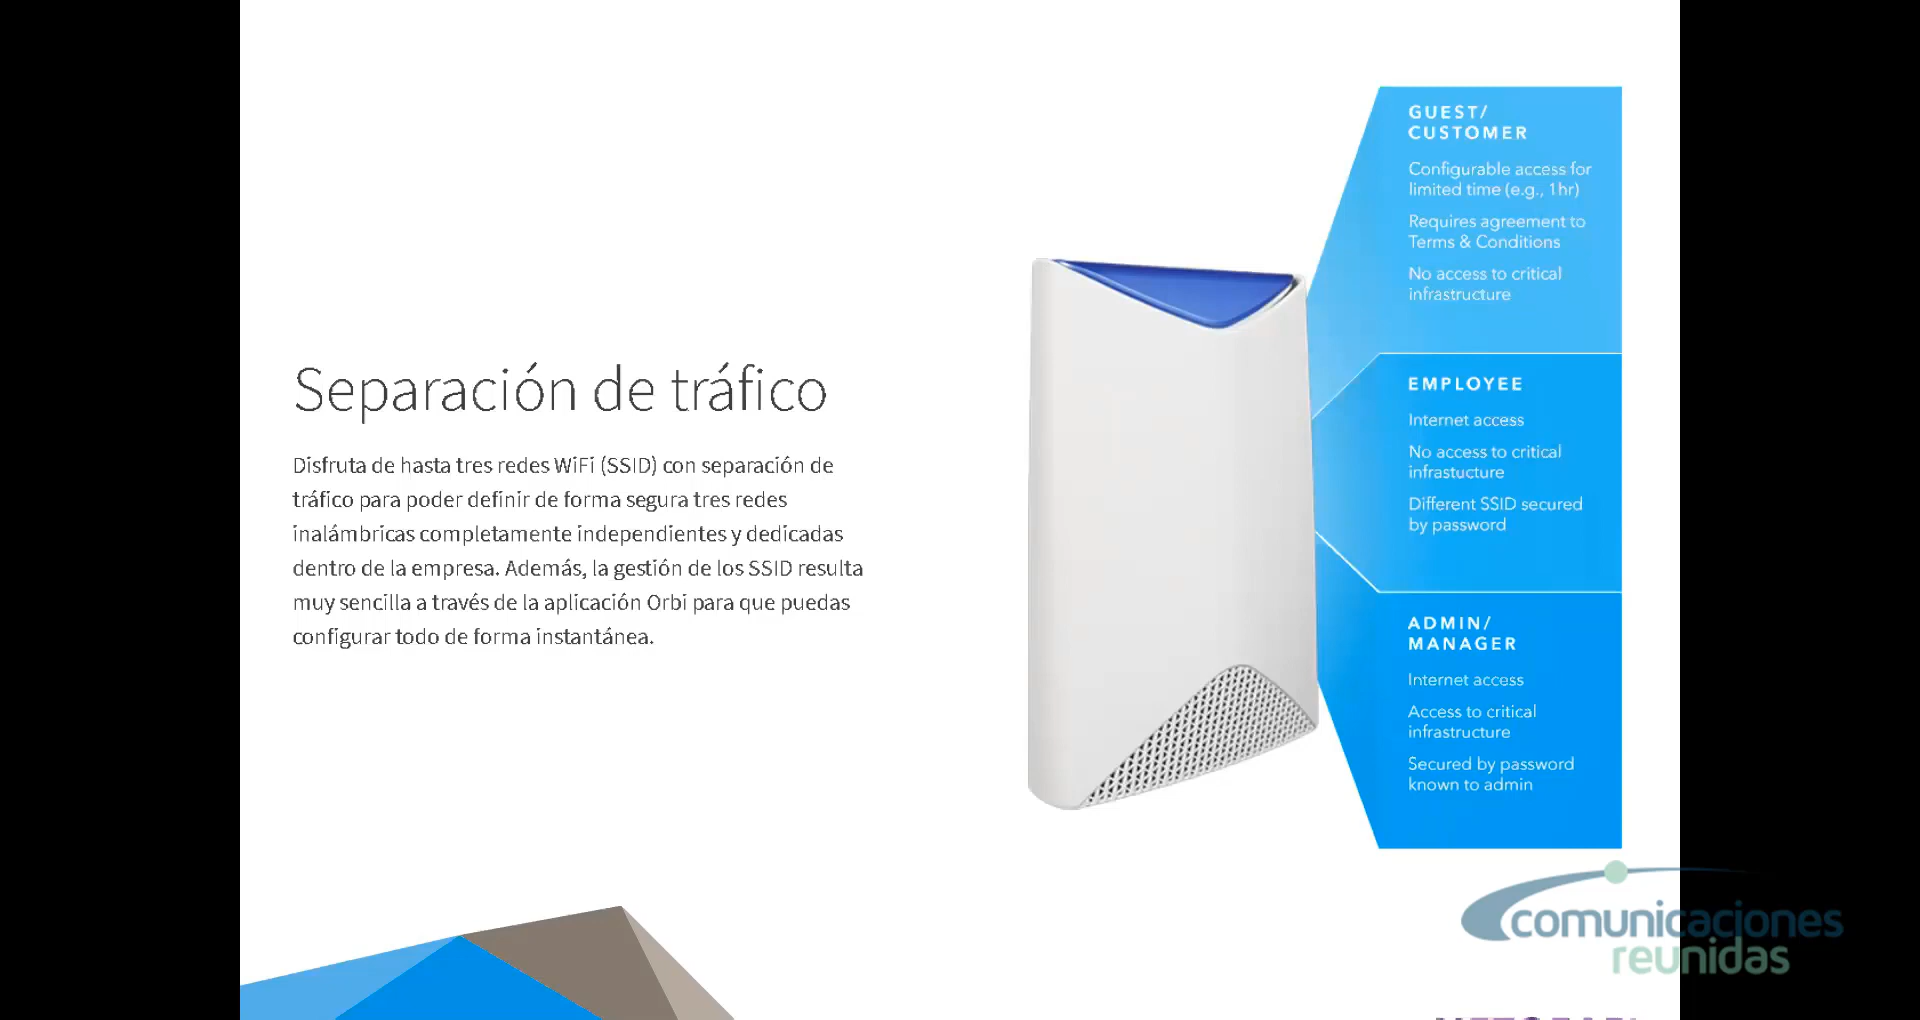 Separación de tráfico
Disfruta de hasta tres redes WiFi (SSID) con separación de
tráfico para poder definir de forma segura tres redes
inalámbricas completamente independientes y dedicadas
dentro de la empresa. Además, la gestión de los SSID resulta
muy sencilla a través de la aplicación Orbi para que puedas
configurar todo de forma instantánea.
GUEST/
CUSTOMER
Configurable access for
limited time (e.g., 1hr)
Requires agreement to
Terms & Conditions
No access to critical
infrastructure
EMPLOYEE
Internet access
No access to critical
infrastucture
Different SSID secured
by password
ADMIN/
MANAGER
Internet access
Access to critical
infrastructure
Secured by password
known to admin
comunicaciones
reunidas